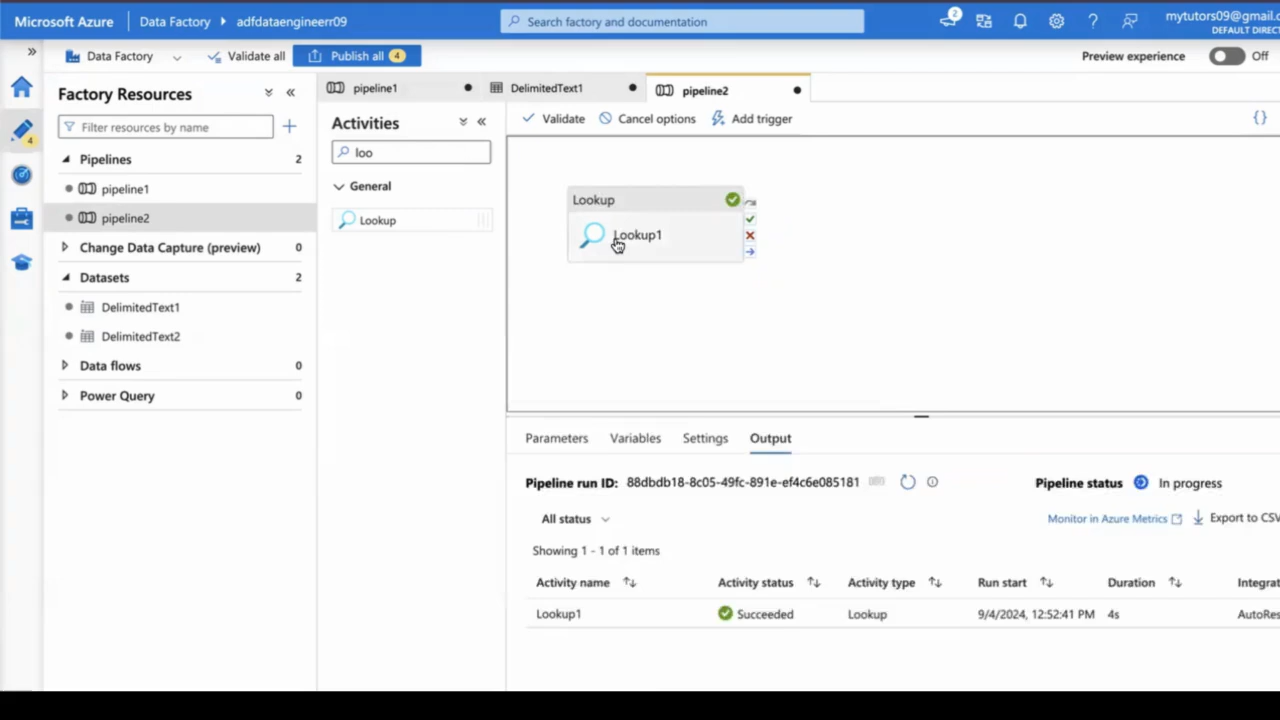 Microsoft Azure
Data Factory
adfdataengineerr09
Search factory and documentation
2
mytutors09@gmail.c
DEFAULT DIREC
Data Factory
Validate all
Publish all 4
Preview experience
Off
4
Factory Resources
Filter resources by name
Pipelines 2
pipeline1
pipeline2
Change Data Capture (preview) 0
Datasets 2
DelimitedText1
DelimitedText2
Data flows 0
Power Query 0
pipeline1
DelimitedText1
pipeline2
Activities
loo
General
Lookup
Validate
Cancel options
Add trigger
{}
Lookup
Lookup1
Parameters
Variables
Settings
Output
Pipeline run ID: 88dbdb18-8c05-49fc-891e-ef4c6e085181
Pipeline status In progress
All status
Monitor in Azure Metrics
Export to CSV
Showing 1 - 1 of 1 items
Activity name Activity status Activity type Run start Duration Integrat
Lookup1 Succeeded Lookup 9/4/2024, 12:52:41 PM 4s AutoRes